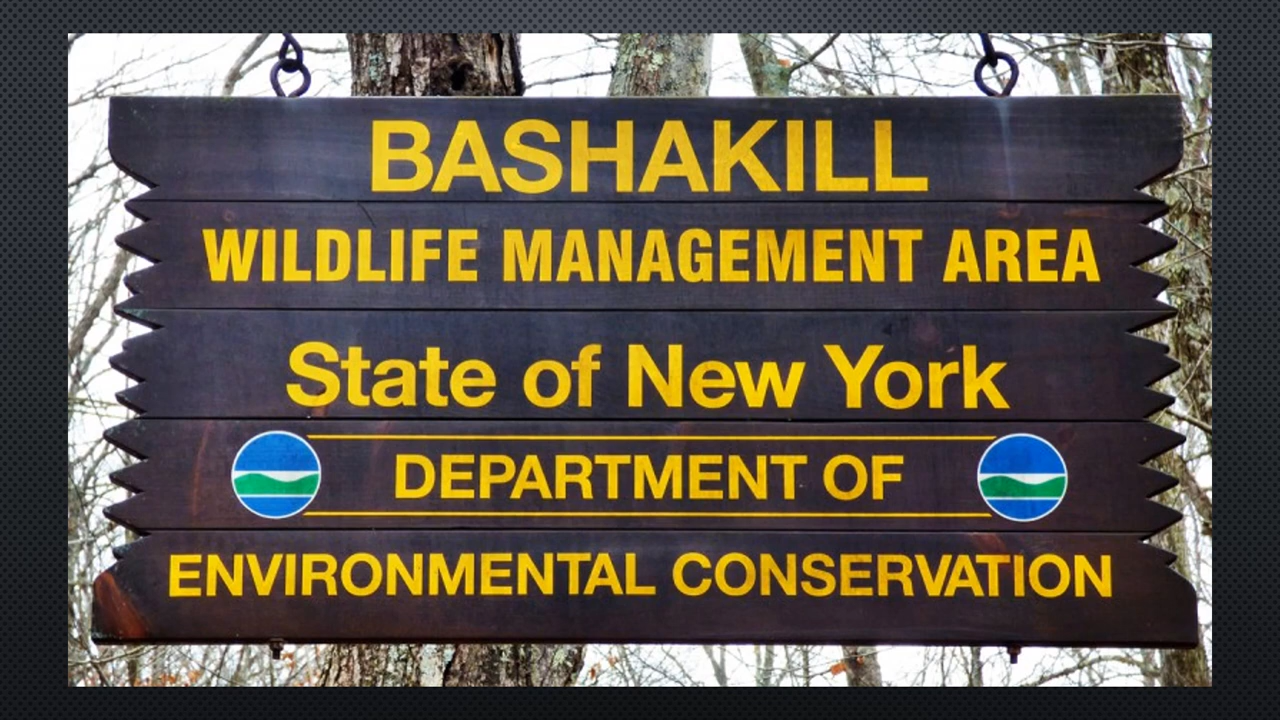 BASHAKILL
WILDLIFE MANAGEMENT AREA
State of New York
DEPARTMENT OF
ENVIRONMENTAL CONSERVATION